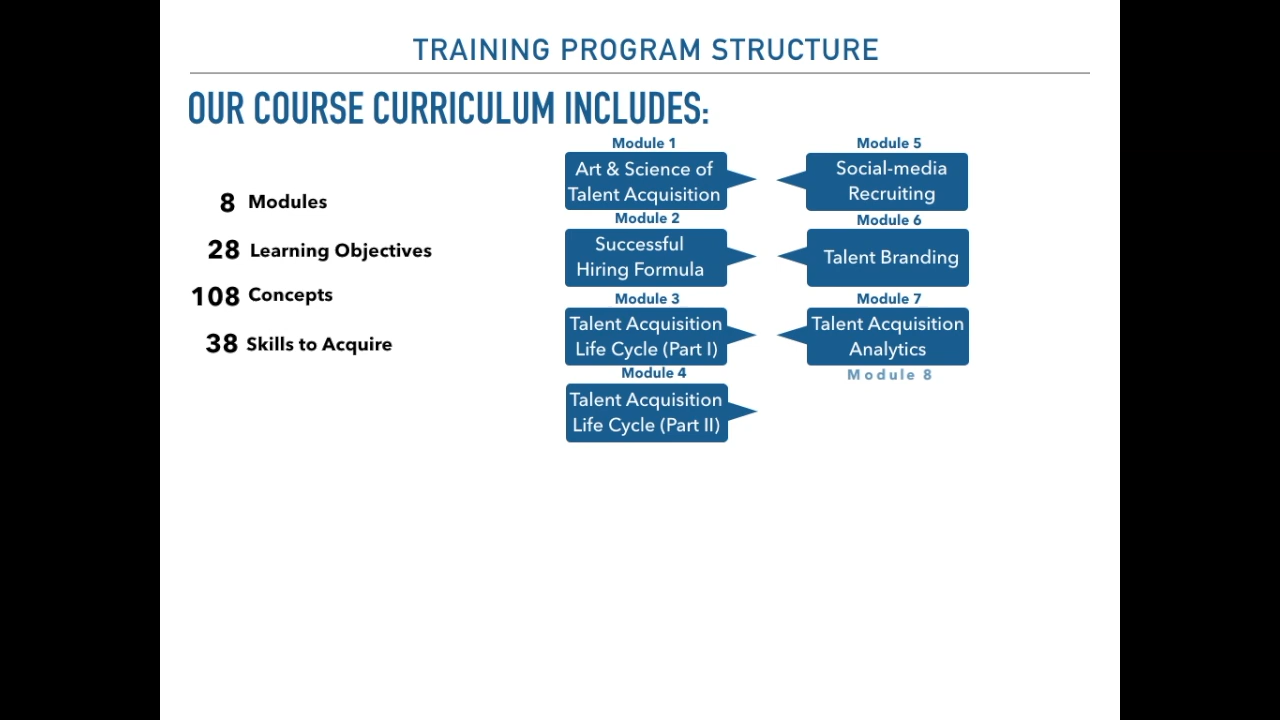 TRAINING PROGRAM STRUCTURE
OUR COURSE CURRICULUM INCLUDES:
8 Modules
28 Learning Objectives
108 Concepts
38 Skills to Acquire
Module 1
Art & Science of
Talent Acquisition
Module 2
Successful
Hiring Formula
Module 3
Talent Acquisition
Life Cycle (Part I)
Module 4
Talent Acquisition
Life Cycle (Part II)
Module 5
Social-media
Recruiting
Module 6
Talent Branding
Module 7
Talent Acquisition
Analytics
Module 8